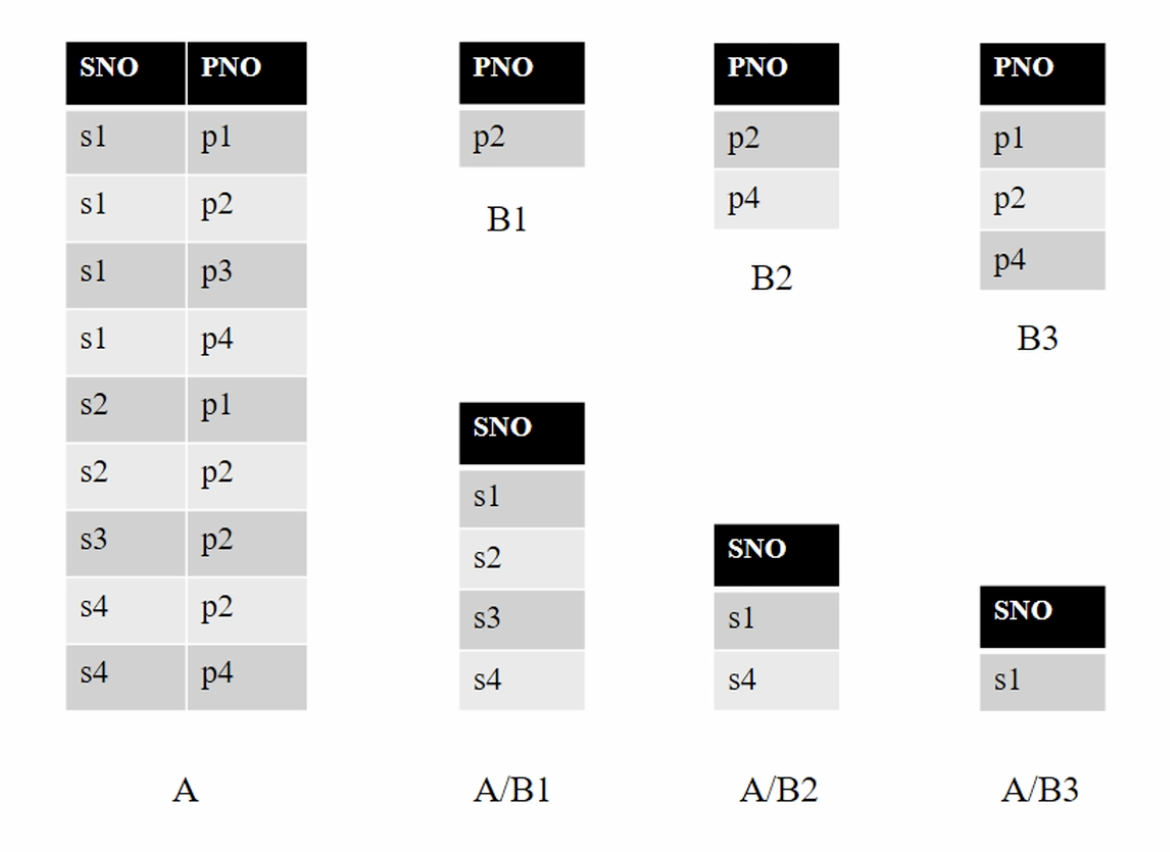 SNO PNO
s1 p1
s1 p2
s1 p3
s1 p4
s2 p1
s2 p2
s3 p2
s4 p2
s4 p4
A
PNO
p2
B1
PNO
p2
p4
B2
PNO
p1
p2
p4
B3
SNO
s1
s2
s3
s4
A/B1
SNO
s1
s4
A/B2
SNO
s1
A/B3